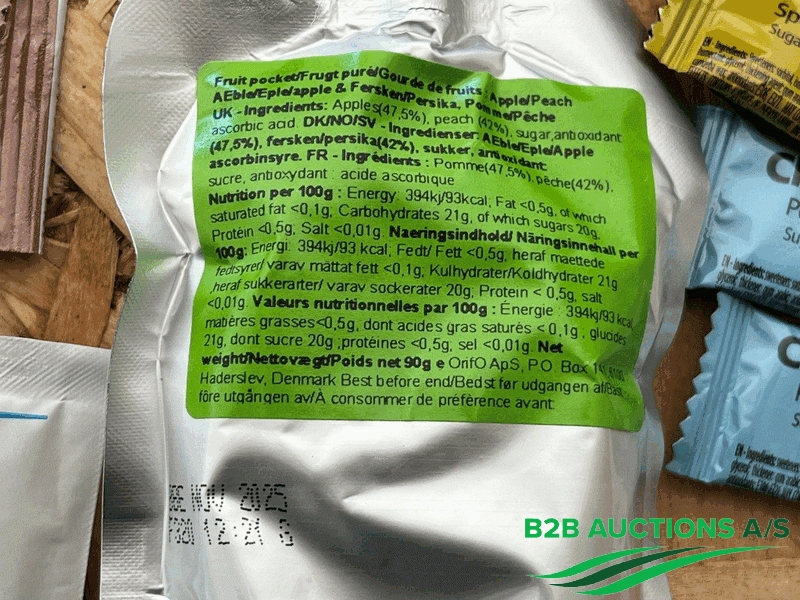 Fruit pocket/Frugt puré/Gourde de fruits: Apple/Peach
AEble/Eple/apple & Fersken/Persika, Pomme/Pêche
UK - Ingredients: Apples(47,5%), peach (42%), sugar,antioxidant
ascorbic acid. DK/NO/SV - Ingredienser: AEble/Eple/Apple
(47,5%), fersken/persika(42%), sukker, antioxidant:
ascorbinsyre. FR - Ingrédients : Pomme(47,5%),pêche(42%),
sucre, antioxydant : acide ascorbique
Nutrition per 100g : Energy: 394kj/93kcal; Fat <0,5g, of which
saturated fat <0,1g; Carbohydrates 21g, of which sugars 20g,
Protein <0,5g; Salt <0,01g. Naeringsindhold/ Näringsinnehall per
100g: Energi: 394kj/93 kcal; Fedt/ Fett <0,5g, heraf maettede
fedtsyrer/ varav mättat fett <0,1g; Kulhydrater/Koldhydrater 21g
,heraf sukkerarter/ varav sockerater 20g; Protein < 0,5g, salt
<0,01g. Valeurs nutritionnelles par 100g : Énergie : 394kj/93 kcal,
matières grasses<0,5g, dont acides gras saturés < 0,1g ; glucides
21g, dont sucre 20g ;protéines <0,5g; sel <0,01g. Net
weight/Nettovægt/Poids net 90g e OrifO ApS, P.O. Box
Haderslev, Denmark Best before end/Bedst før udgangen af/
före utgången av/À consommer de préférence avant:
NOV 2025
12:21 G
Sp
Suga
C
P
Su
C
B2B AUCTIONS A/S